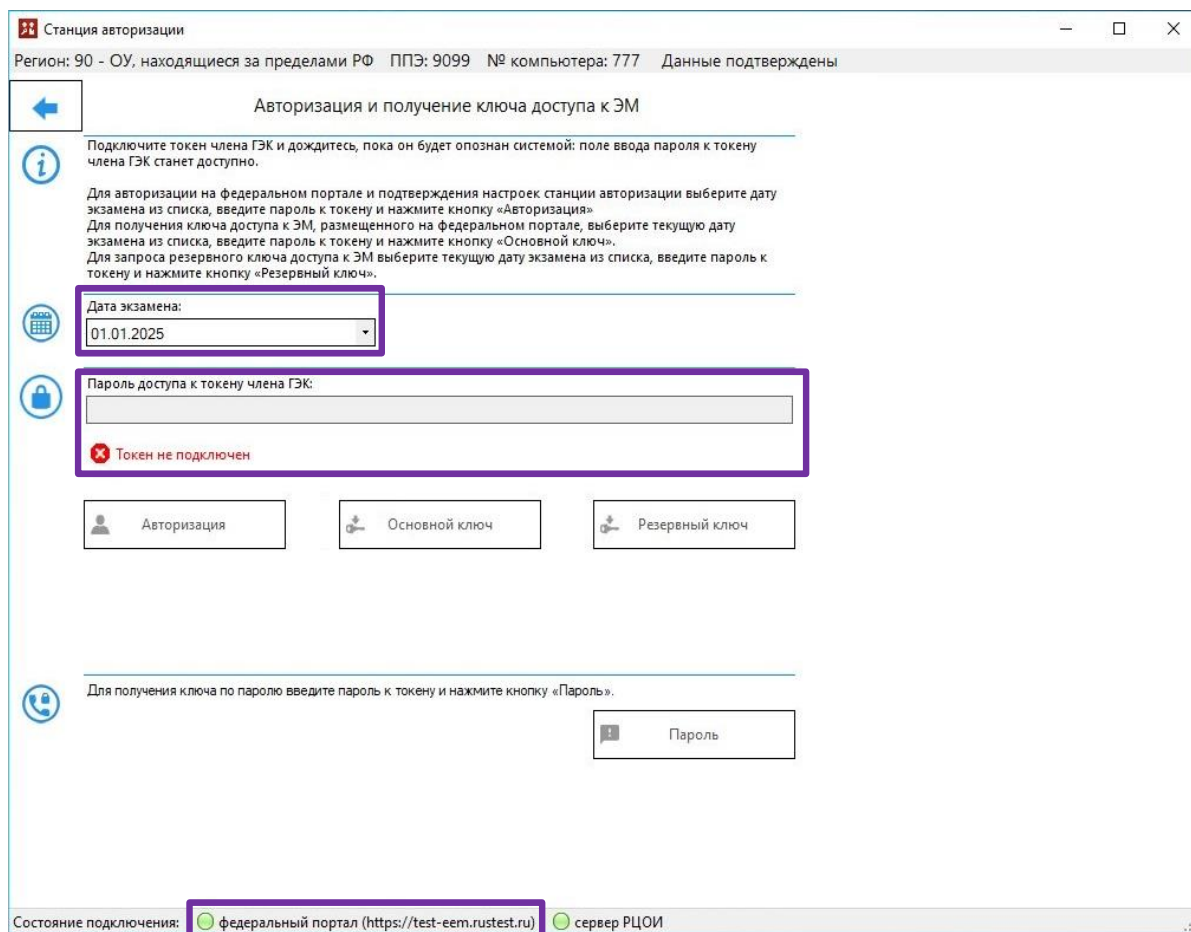 Станция авторизации
Регион: 90 - ОУ, находящиеся за пределами РФ ППЭ: 9099 № компьютера: 777 Данные подтверждены
Авторизация и получение ключа доступа к ЭМ
Подключите токен члена ГЭК и дождитесь, пока он будет опознан системой: поле ввода пароля к токену
члена ГЭК станет доступно.
Для авторизации на федеральном портале и подтверждения настроек станции авторизации выберите дату
экзамена из списка, введите пароль к токену и нажмите кнопку «Авторизация»
Для получения ключа доступа к ЭМ, размещенного на федеральном портале, выберите текущую дату
экзамена из списка, введите пароль к токену и нажмите кнопку «Основной ключ».
Для запроса резервного ключа доступа к ЭМ выберите текущую дату экзамена из списка, введите пароль к
токену и нажмите кнопку «Резервный ключ».
Дата экзамена:
01.01.2025
Пароль доступа к токену члена ГЭК:
Токен не подключен
Авторизация Основной ключ Резервный ключ
Для получения ключа по паролю введите пароль к токену и нажмите кнопку «Пароль».
Пароль
Состояние подключения: федеральный портал (https://test-eem.rustest.ru) сервер РЦОИ